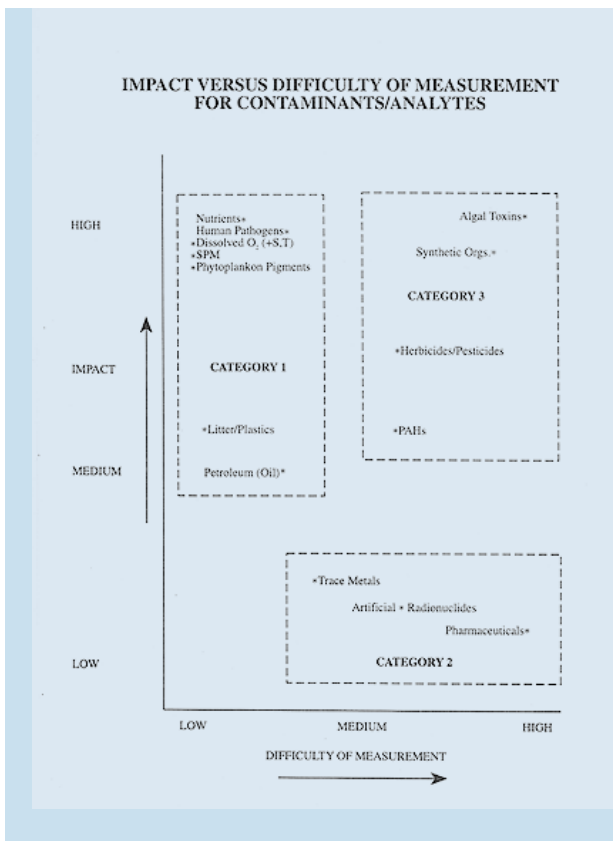 IMPACT VERSUS DIFFICULTY OF MEASUREMENT
FOR CONTAMINANTS/ANALYTES
HIGH
IMPACT
MEDIUM
LOW
Nutrients*
Human Pathogens*
*Dissolved O₂ (+S,T)
*SPM
*Phytoplankon Pigments
CATEGORY 1
*Litter/Plastics
Petroleum (Oil)*
Algal Toxins*
Synthetic Orgs.*
CATEGORY 3
*Herbicides/Pesticides
*PAHs
*Trace Metals
Artificial * Radionuclides
Pharmaceuticals*
CATEGORY 2
LOW MEDIUM HIGH
DIFFICULTY OF MEASUREMENT